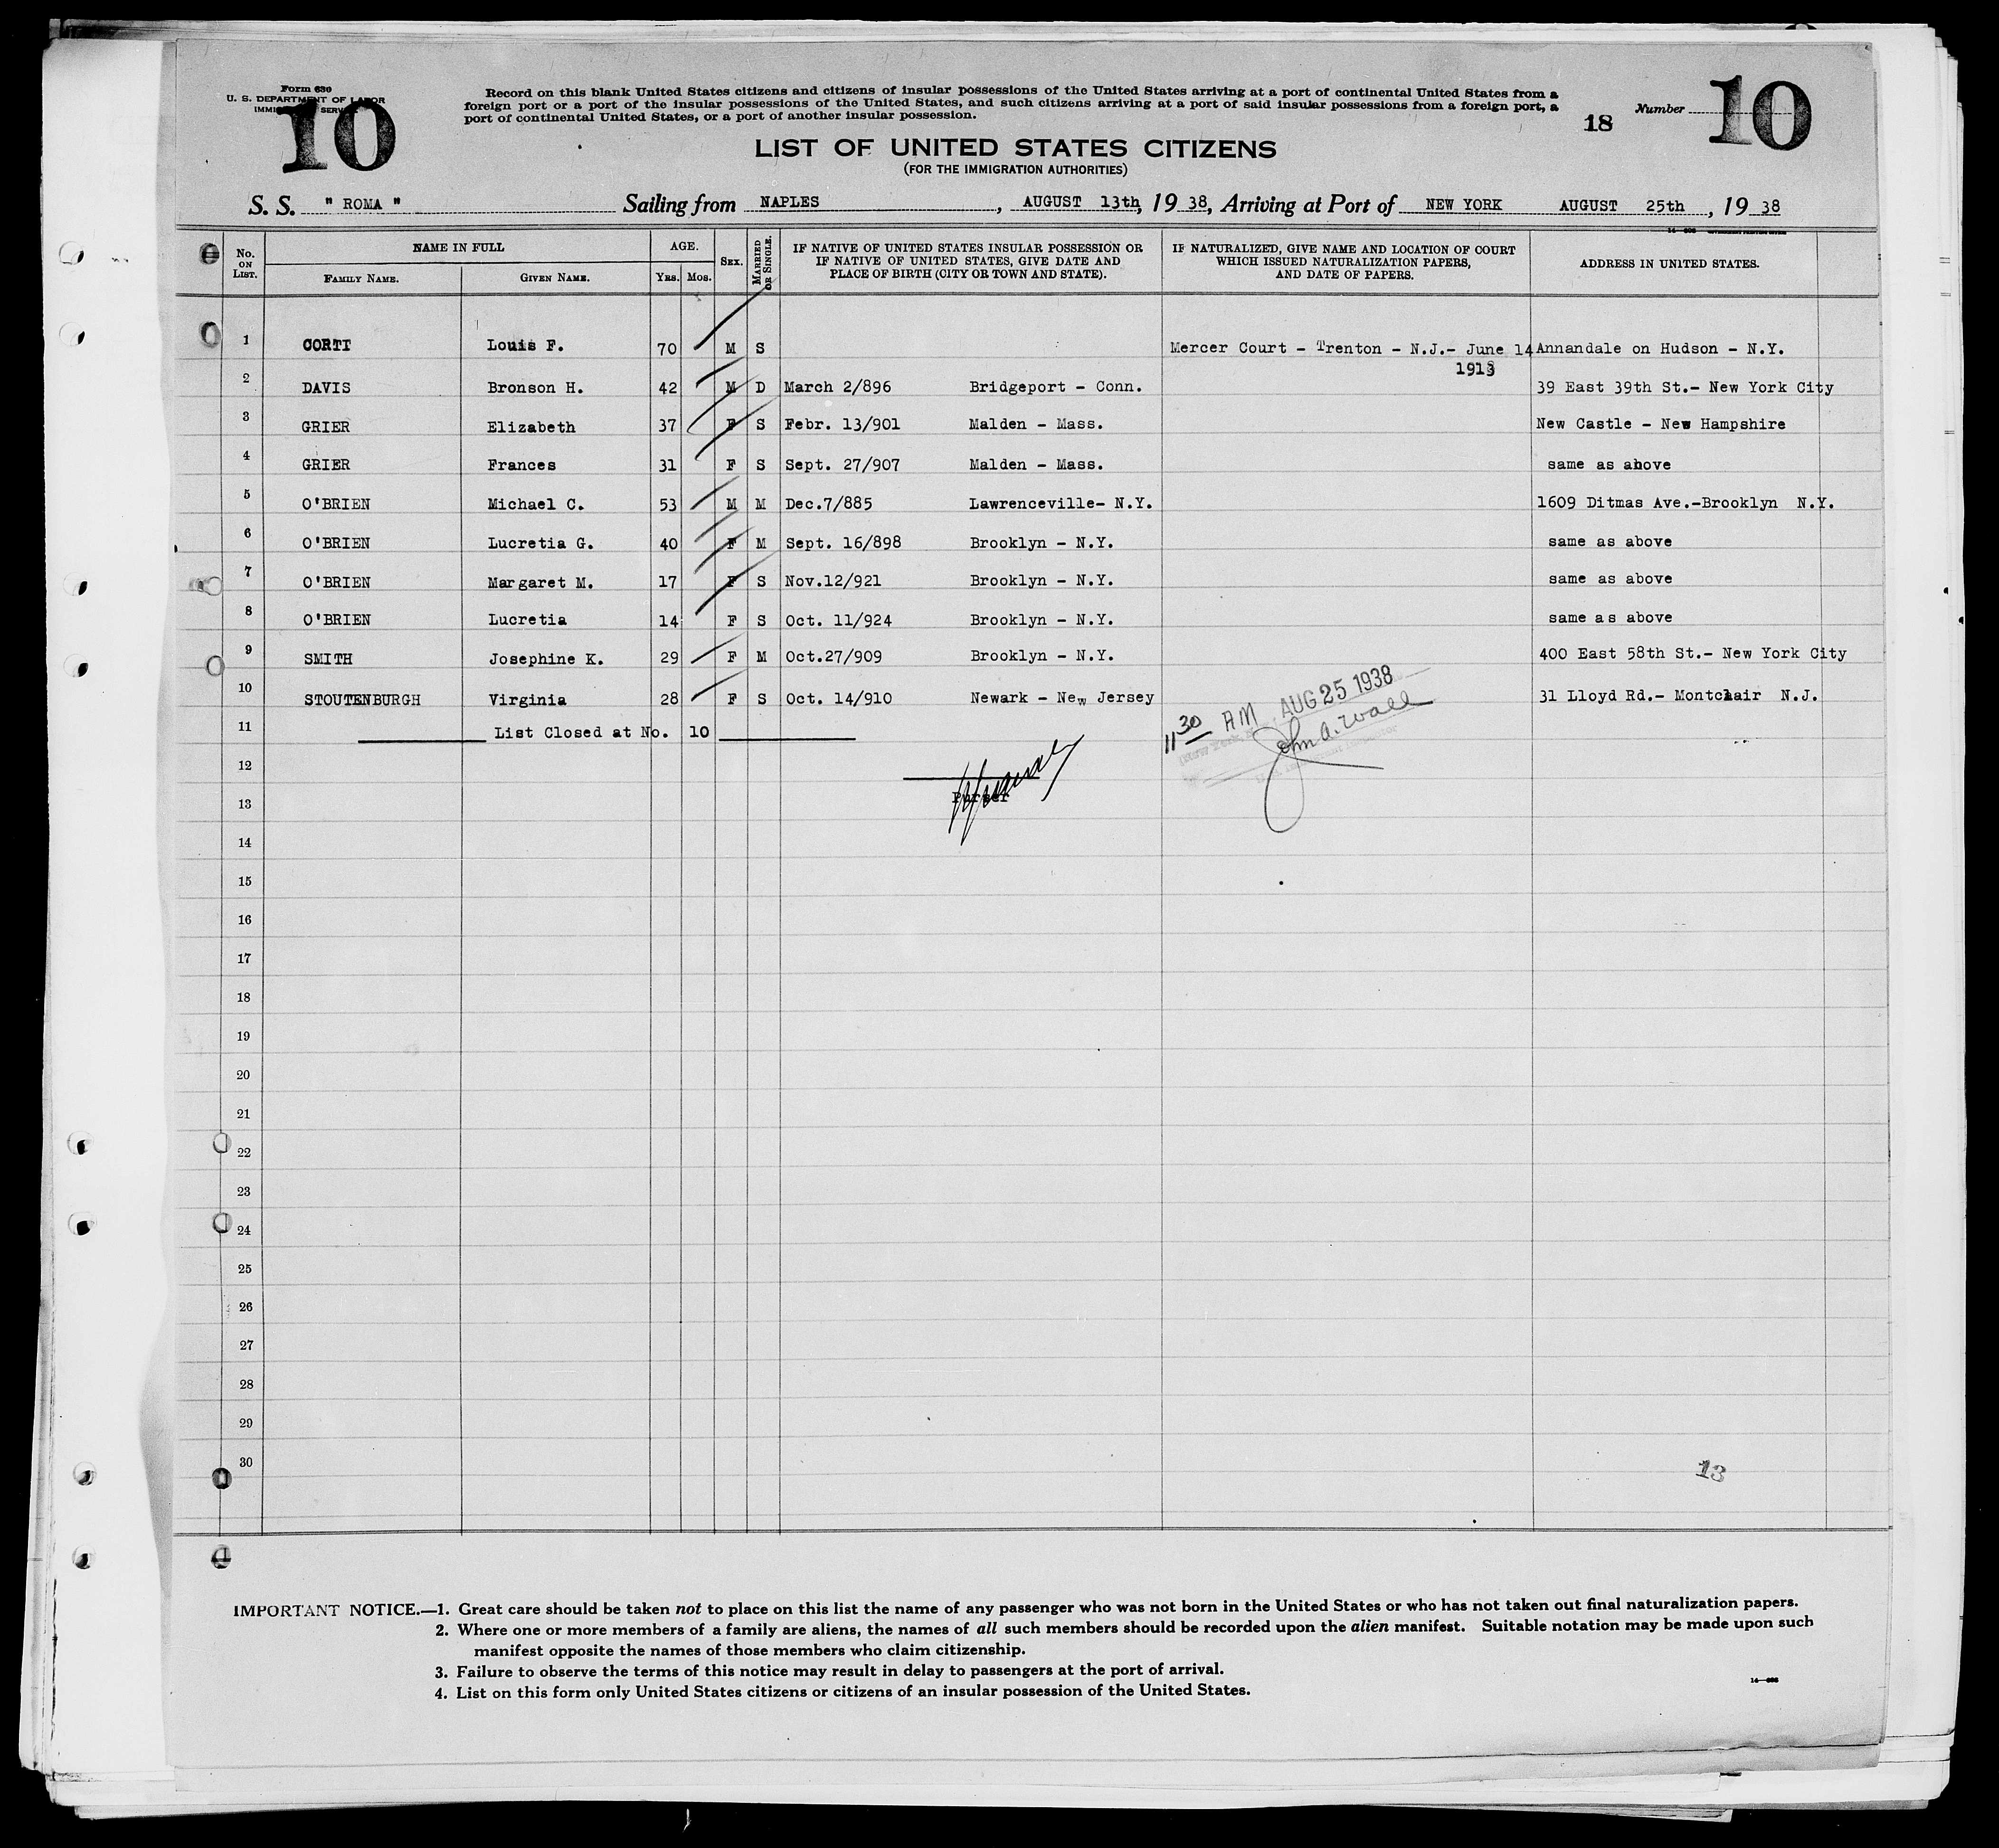 Form 630
U. S. DEPARTMENT OF LABOR
10
Record on this blank United States citizens and citizens of insular possessions of the United States arriving at a port of continental United States from a
foreign port or a port of the insular possessions of the United States, and such citizens arriving at a port of said insular possessions from a foreign port, a
port of continental United States, or a port of another insular possession.
18 Number 10
LIST OF UNITED STATES CITIZENS
(FOR THE IMMIGRATION AUTHORITIES)
S. S. " ROMA " Sailing from NAPLES, AUGUST 13th, 19 38, Arriving at Port of NEW YORK AUGUST 25th, 19 38
No. ON LIST. NAME IN FULL FAMILY NAME. GIVEN NAME. AGE. YRS. MOS. SEX. MARRIED OR SINGLE. IF NATIVE OF UNITED STATES INSULAR POSSESSION OR IF NATIVE OF UNITED STATES, GIVE DATE AND PLACE OF BIRTH (CITY OR TOWN AND STATE). IF NATURALIZED, GIVE NAME AND LOCATION OF COURT WHICH ISSUED NATURALIZATION PAPERS, AND DATE OF PAPERS. ADDRESS IN UNITED STATES.
1 CORTI Louis F. 70 M S Mercer Court - Trenton - N.J.- June 14 Annandale on Hudson - N.Y.
2 DAVIS Bronson H. 42 M D March 2/896 Bridgeport - Conn. 39 East 39th St.- New York City
3 GRIER Elizabeth 37 F S Febr. 13/901 Malden - Mass. New Castle - New Hampshire
4 GRIER Frances 31 F S Sept. 27/907 Malden - Mass. same as above
5 O'BRIEN Michael C. 53 M M Dec.7/885 Lawrenceville- N.Y. 1609 Ditmas Ave.-Brooklyn N.Y.
6 O'BRIEN Lucretia G. 40 F M Sept. 16/898 Brooklyn - N.Y. same as above
7 O'BRIEN Margaret M. 17 F S Nov.12/921 Brooklyn - N.Y. same as above
8 O'BRIEN Lucretia 14 F S Oct. 11/924 Brooklyn - N.Y. same as above
9 SMITH Josephine K. 29 F M Oct.27/909 Brooklyn - N.Y. 400 East 58th St.- New York City
10 STOUTENBURGH Virginia 28 F S Oct. 14/910 Newark - New Jersey 31 Lloyd Rd.- Montclair N.J.
11 List Closed at No. 10
11 30 AM AUG 25 1938
John A. Wall
12
Purser
13
14
15
16
17
18
19
20
21
22
23
24
25
26
27
28
29
30
13
IMPORTANT NOTICE.—1. Great care should be taken not to place on this list the name of any passenger who was not born in the United States or who has not taken out final naturalization papers.
2. Where one or more members of a family are aliens, the names of all such members should be recorded upon the alien manifest. Suitable notation may be made upon such
manifest opposite the names of those members who claim citizenship.
3. Failure to observe the terms of this notice may result in delay to passengers at the port of arrival.
4. List on this form only United States citizens or citizens of an insular possession of the United States.